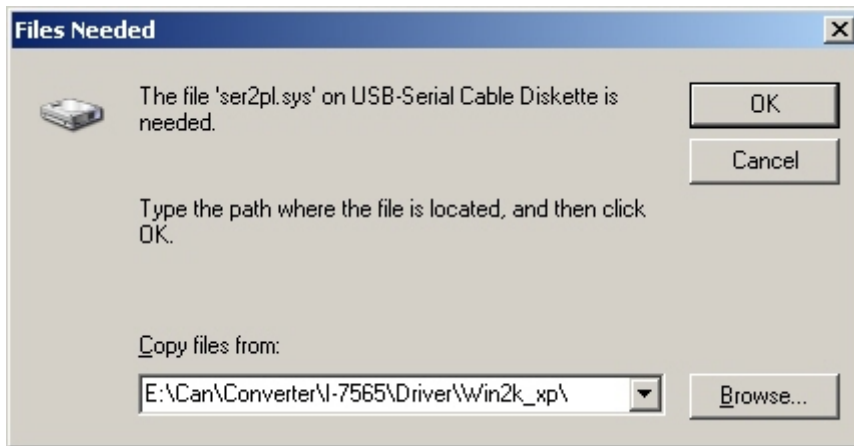 Files Needed
The file 'ser2pl.sys' on USB-Serial Cable Diskette is
needed.
OK
Cancel
Type the path where the file is located, and then click
OK.
Copy files from:
E:\Can\Converter\I-7565\Driver\Win2k_xp\
Browse...